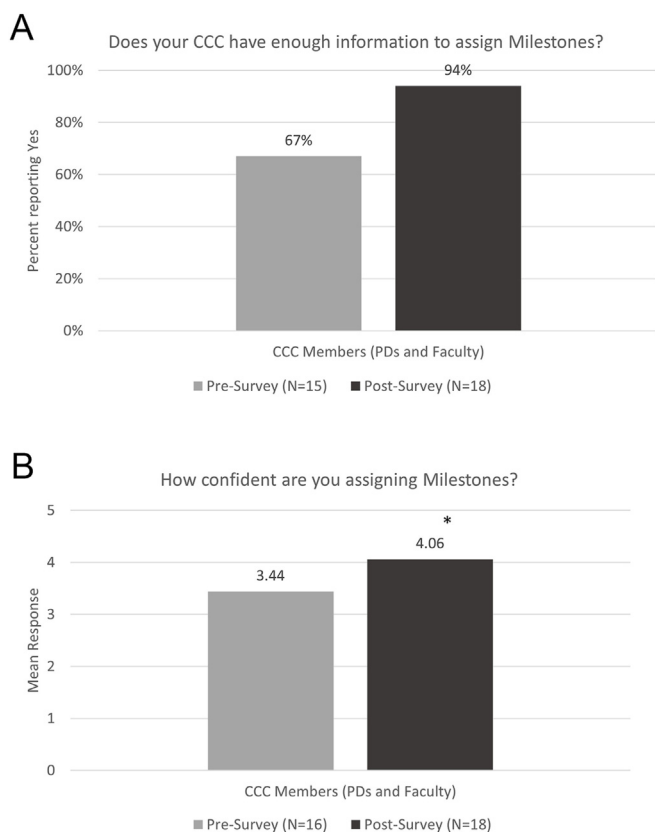 A
Does your CCC have enough information to assign Milestones?
100%
80%
60%
40%
20%
0%
Percent reporting Yes
67%
94%
CCC Members (PDs and Faculty)
Pre-Survey (N=15) Post-Survey (N=18)
B
How confident are you assigning Milestones?
5
4
3
2
1
0
Mean Response
3.44
*
4.06
CCC Members (PDs and Faculty)
Pre-Survey (N=16) Post-Survey (N=18)